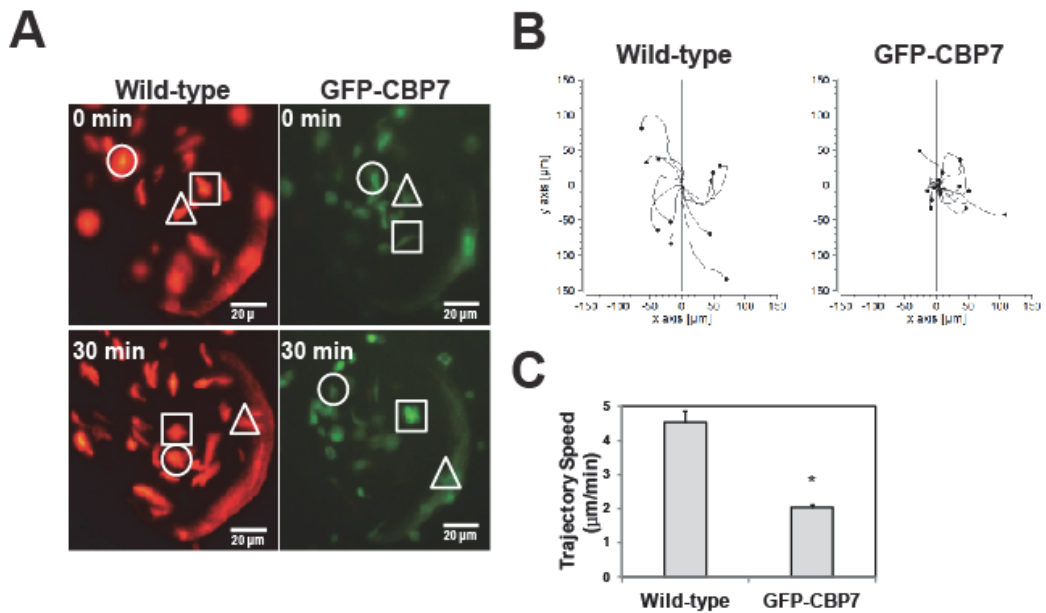 A
Wild-type GFP-CBP7
0 min 0 min
20 µ 20 µm
30 min 30 min
20 µm 20 µm
B
Wild-type GFP-CBP7
150 150
100 100
50 50
0 0
50 50
100 100
150 150
y axis [µm]
-150 -100 -50 0 50 100 150 -150 -100 -50 0 50 100 150
x axis [µm] x axis [µm]
C
5
4
3
2
1
0
Trajectory Speed
(µm/min)
*
Wild-type GFP-CBP7